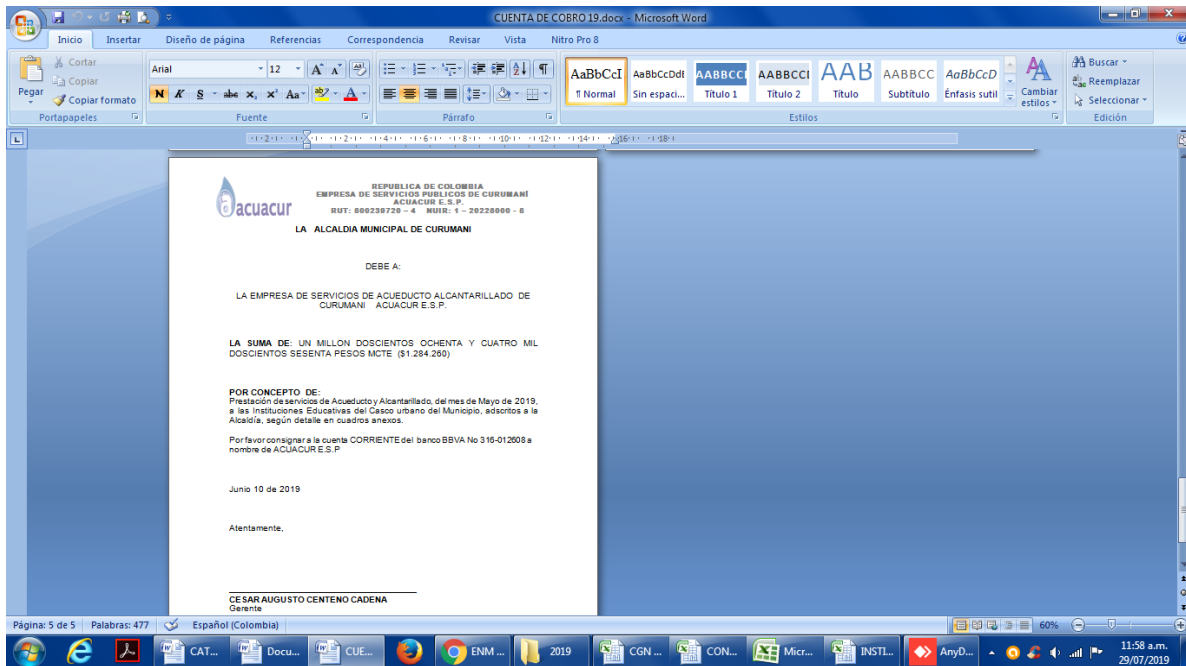 CUENTA DE COBRO 19.docx - Microsoft Word
Inicio Insertar Diseño de página Referencias Correspondencia Revisar Vista Nitro Pro 8
Pegar
Cortar
Copiar
Copiar formato
Portapapeles
Arial 12
N K S abc x, x² Aa
Fuente
Párrafo
AaBbCcI AaBbCcDdE AABBCCI AABBCCI AAB AABBCC AaBbCcD
¶ Normal Sin espaci... Título 1 Título 2 Título Subtítulo Énfasis sutil
Cambiar estilos
Estilos
Buscar
Reemplazar
Seleccionar
Edición
acuacur
REPUBLICA DE COLOMBIA
EMPRESA DE SERVICIOS PUBLICOS DE CURUMANÍ
ACUACUR E.S.P.
RUT: 800230720 – 4 NUIR: 1 – 20228000 - 8
LA ALCALDIA MUNICIPAL DE CURUMANI
DEBE A:
LA EMPRESA DE SERVICIOS DE ACUEDUCTO ALCANTARILLADO DE
CURUMANI ACUACUR E.S.P.
LA SUMA DE: UN MILLON DOSCIENTOS OCHENTA Y CUATRO MIL
DOSCIENTOS SESENTA PESOS MCTE ($1.284.260)
POR CONCEPTO DE:
Prestación de servicios de Acueducto y Alcantarillado, del mes de Mayo de 2019,
a las Instituciones Educativas del Casco urbano del Municipio, adscritos a la
Alcaldía, según detalle en cuadros anexos.
Por favor consignar a la cuenta CORRIENTE del banco BBVA No 316-012608 a
nombre de ACUACUR E.S.P
Junio 10 de 2019
Atentamente,
CESAR AUGUSTO CENTENO CADENA
Gerente
Página: 5 de 5 Palabras: 477 Español (Colombia) 60%
CAT... Docu... CUE... ENM ... 2019 CGN ... CON... Micr... INSTI... AnyD...
11:58 a.m.
29/07/2019